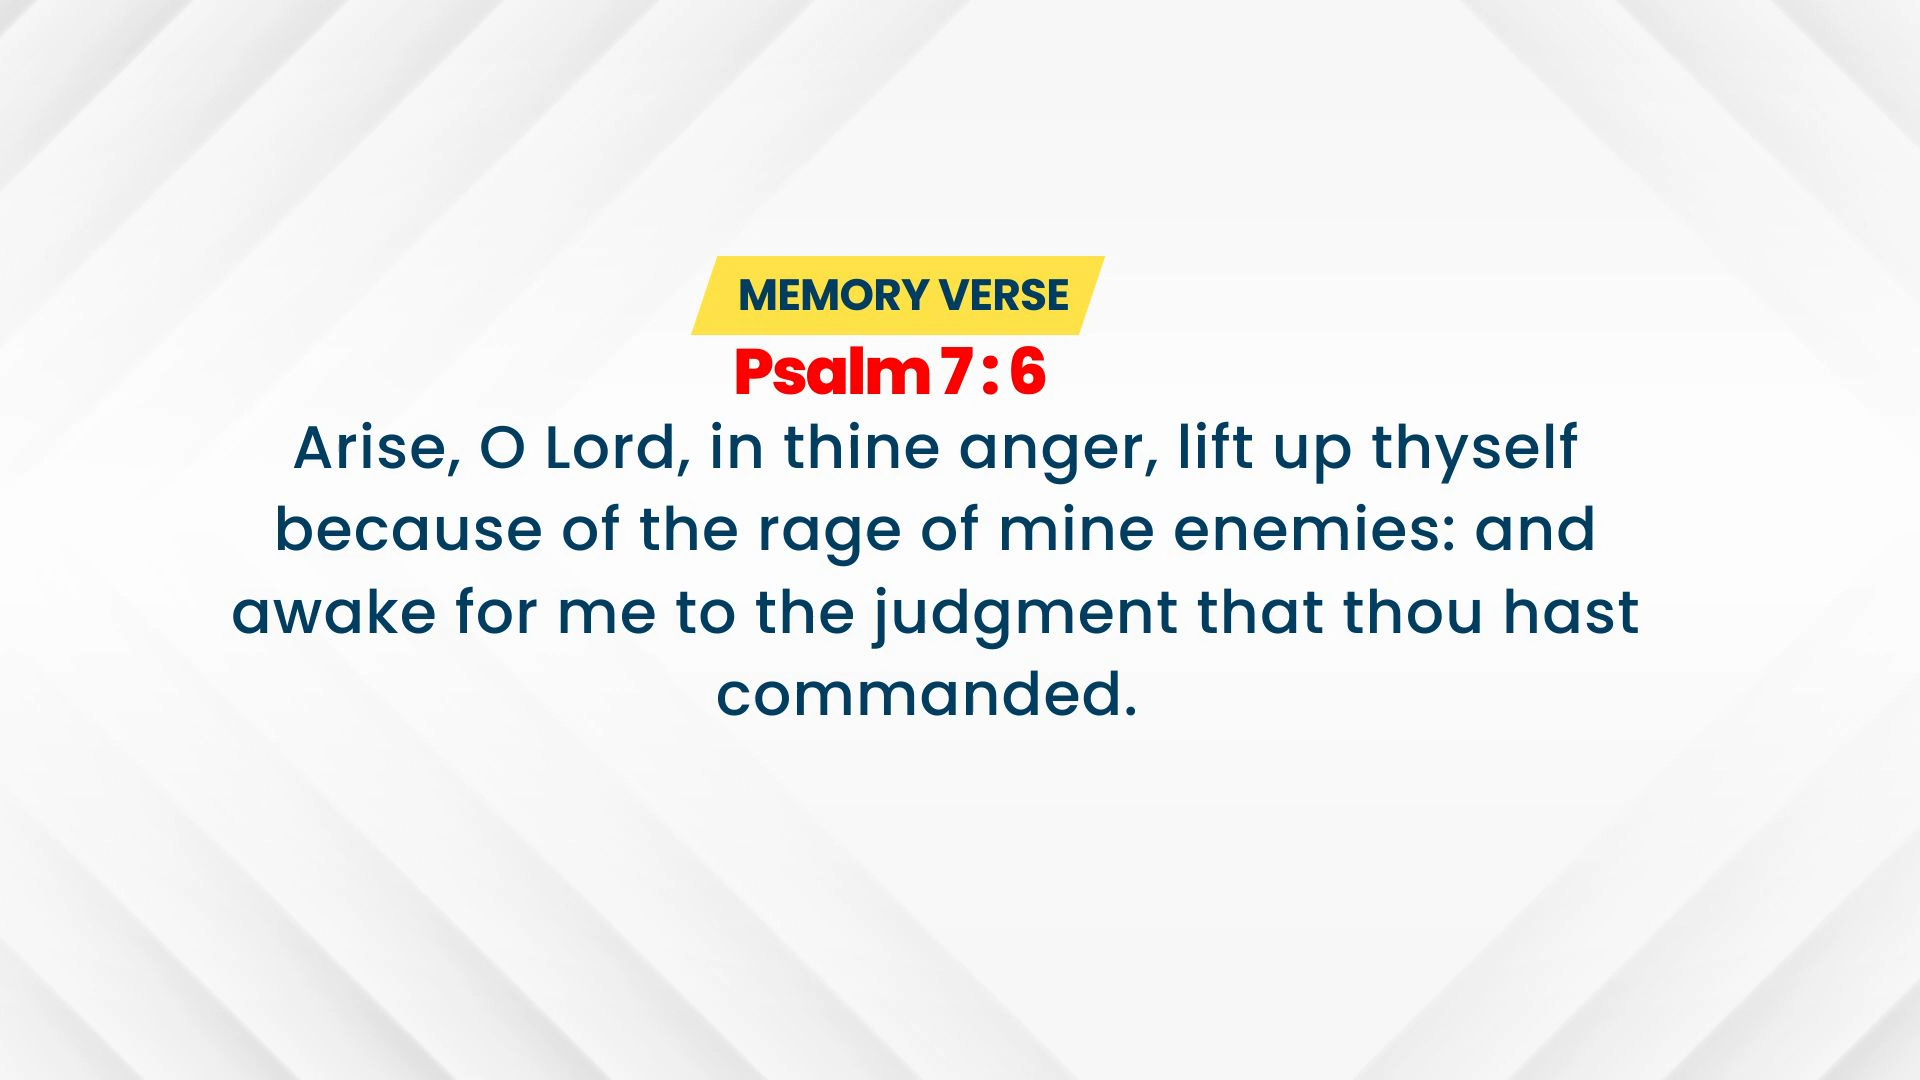 MEMORY VERSE
Psalm 7 : 6
Arise, O Lord, in thine anger, lift up thyself
because of the rage of mine enemies: and
awake for me to the judgment that thou hast
commanded.